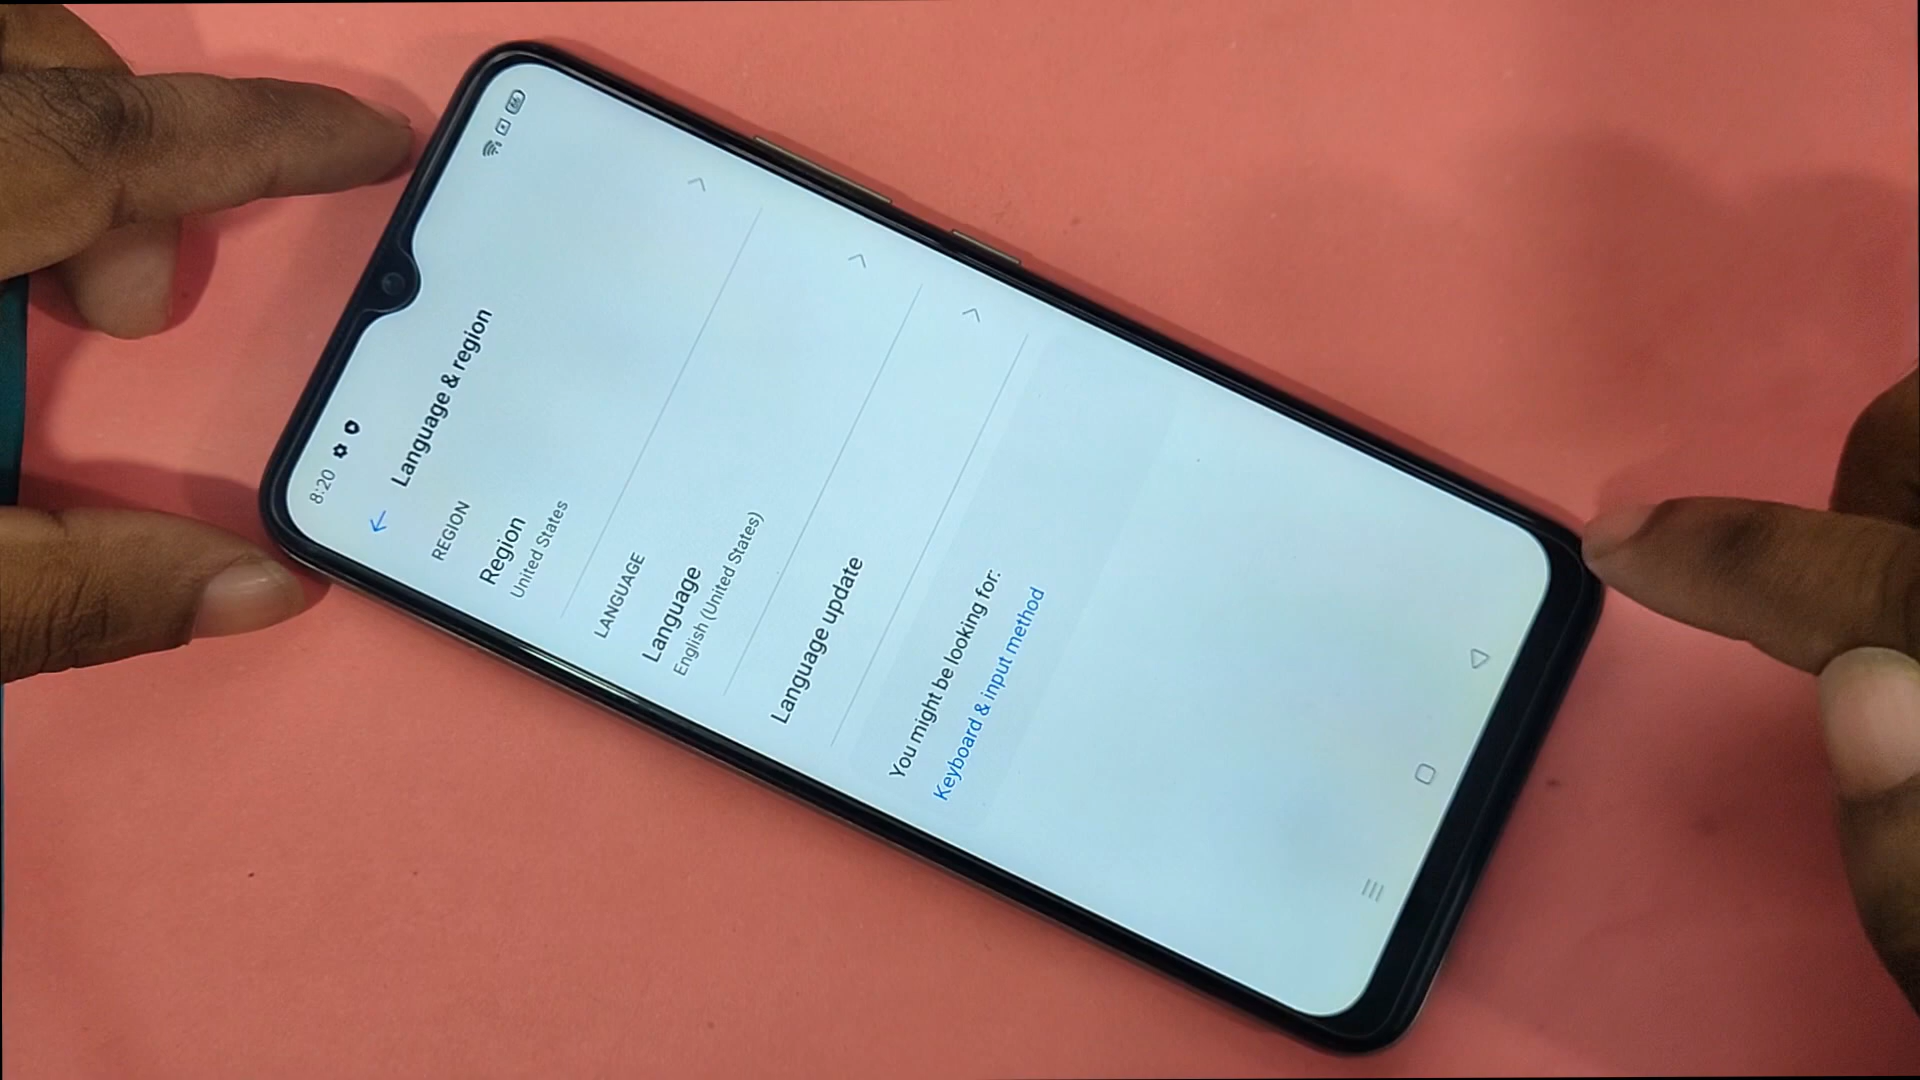 8:20
Language & region
REGION
Region
United States
LANGUAGE
Language
English (United States)
Language update
You might be looking for:
Keyboard & input method